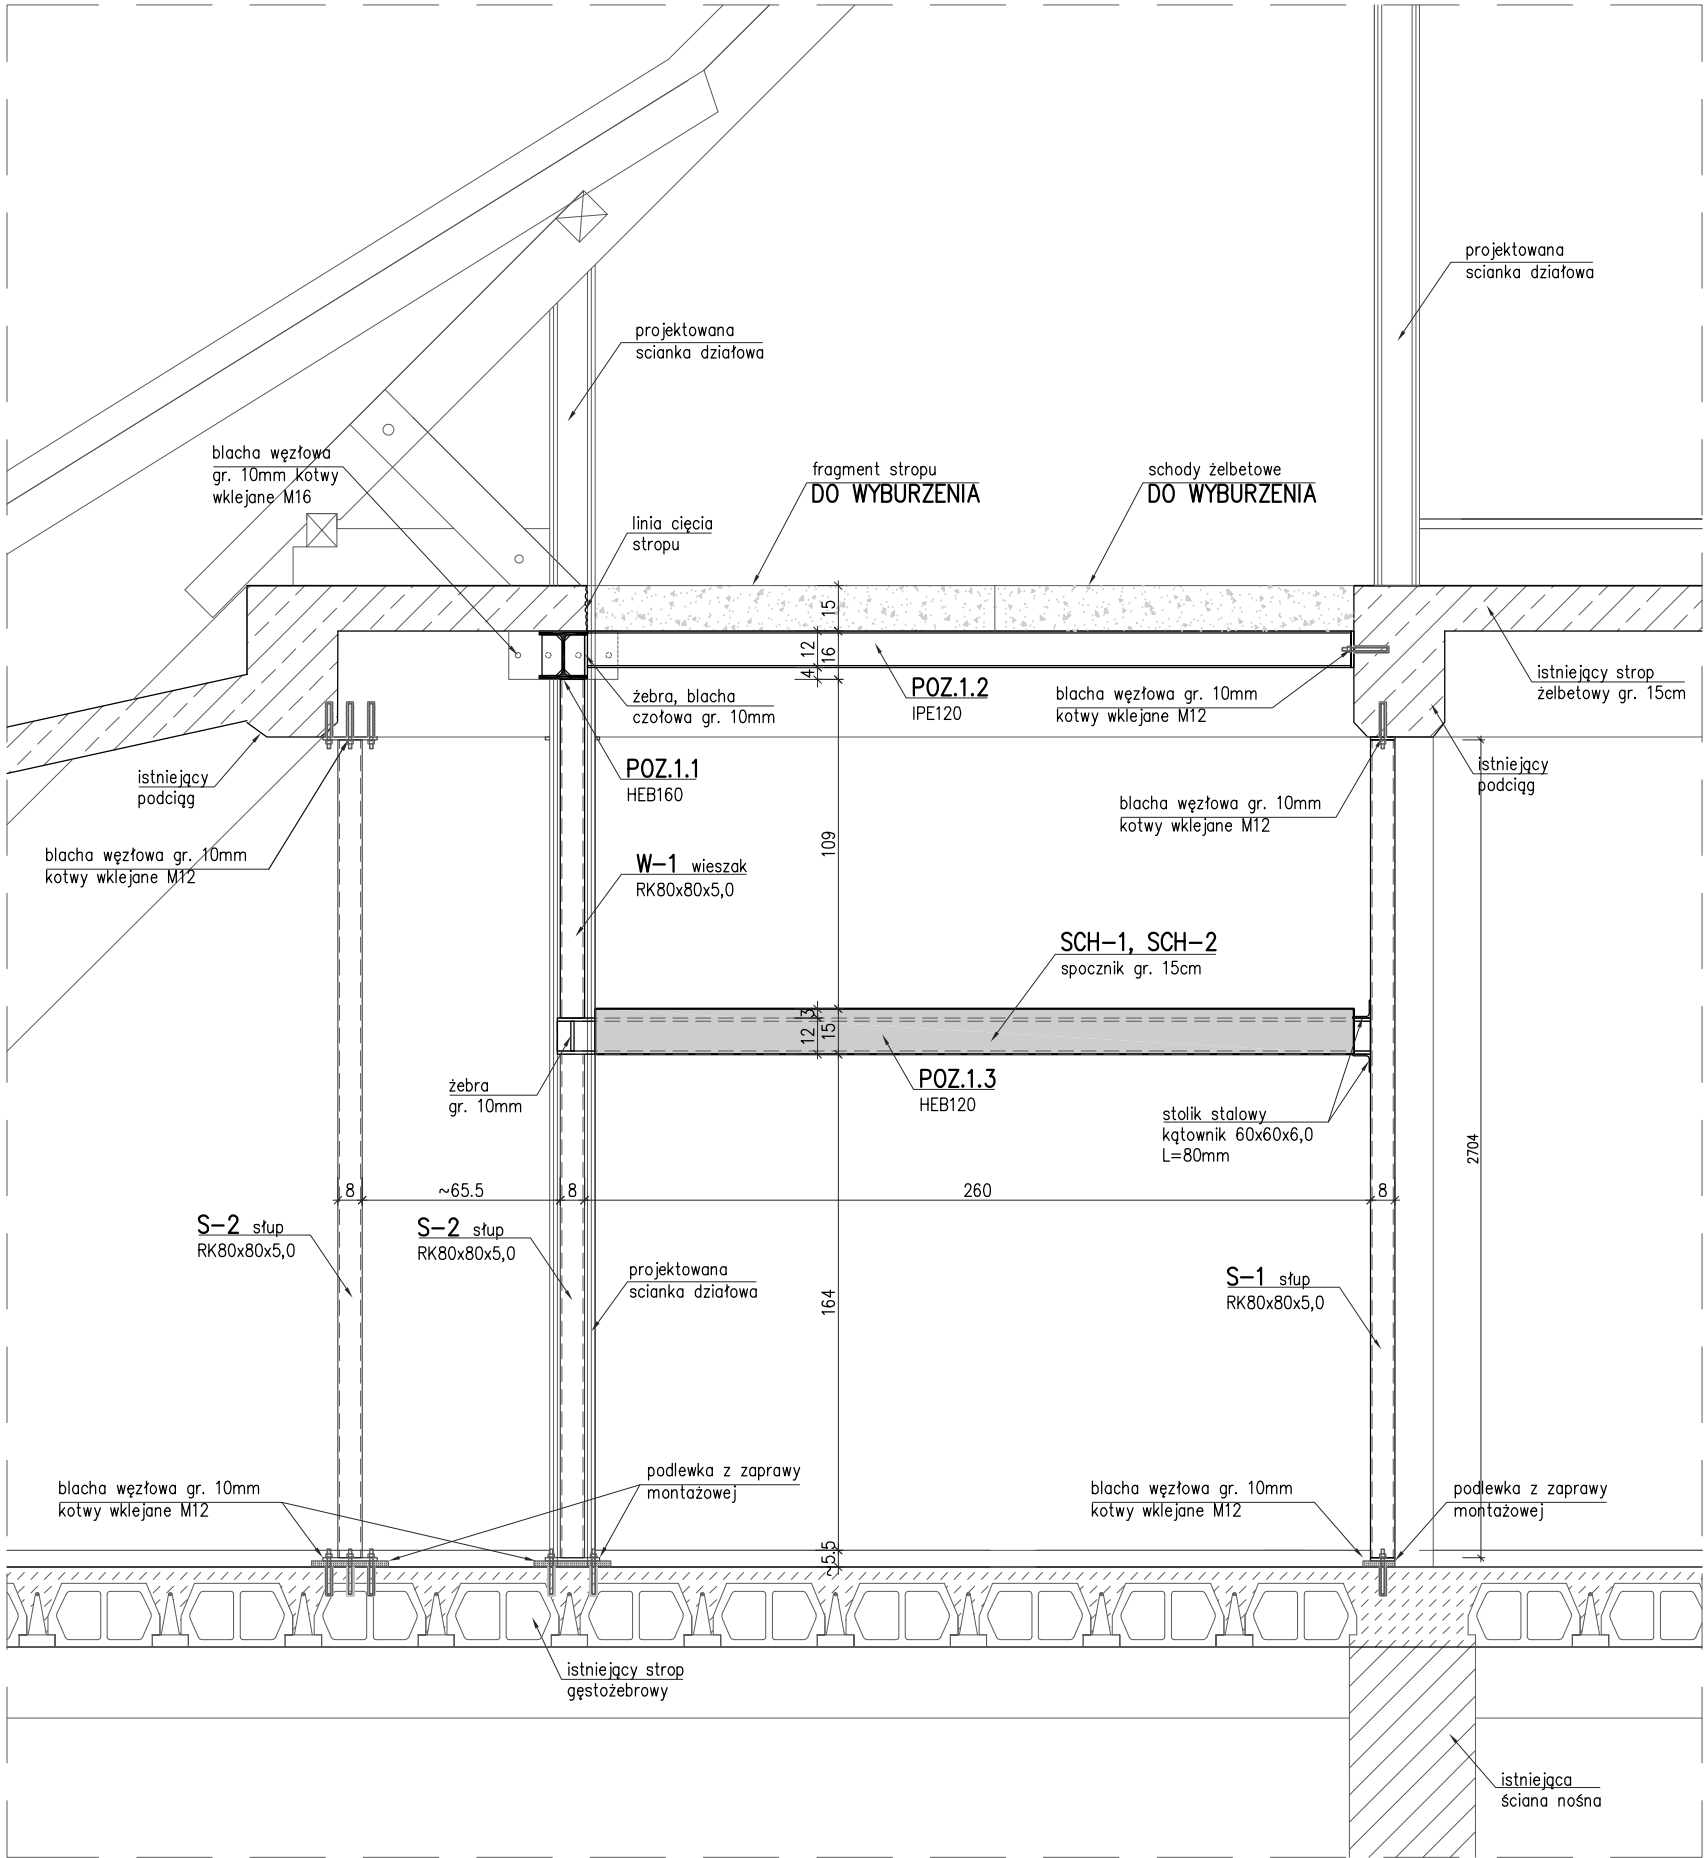 projektowana
scianka działowa
projektowana
scianka działowa
blacha węzłowa
gr. 10mm kotwy
wklejane M16
fragment stropu
DO WYBURZENIA
schody żelbetowe
DO WYBURZENIA
linia cięcia
stropu
15
12
16
4
istniejący strop
żelbetowy gr. 15cm
POZ.1.2
IPE120
blacha węzłowa gr. 10mm
kotwy wklejane M12
żebra, blacha
czołowa gr. 10mm
istniejący
podciąg
POZ.1.1
HEB160
istniejący
podciąg
blacha węzłowa gr. 10mm
kotwy wklejane M12
blacha węzłowa gr. 10mm
kotwy wklejane M12
109
W-1 wieszak
RK80x80x5,0
SCH-1, SCH-2
spocznik gr. 15cm
3
12
15
żebra
gr. 10mm
POZ.1.3
HEB120
stolik stalowy
kątownik 60x60x6,0
L=80mm
2704
8
~65.5
8
260
8
S-2 słup
RK80x80x5,0
S-2 słup
RK80x80x5,0
projektowana
scianka działowa
164
S-1 słup
RK80x80x5,0
blacha węzłowa gr. 10mm
kotwy wklejane M12
podlewka z zaprawy
montażowej
blacha węzłowa gr. 10mm
kotwy wklejane M12
podlewka z zaprawy
montażowej
5.5
istniejący strop
gęstożebrowy
istniejąca
ściana nośna